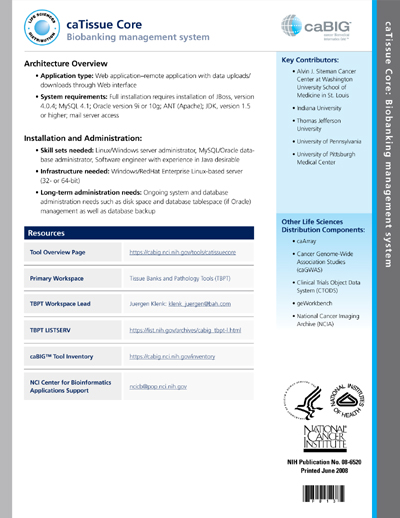 LIFE SCIENCES
DISTRIBUTION
caTissue Core
Biobanking management system
caBIG™
Architecture Overview
• Application type: Web application–remote application with data uploads/
downloads through Web interface
• System requirements: Full installation requires installation of JBoss, version
4.0.4; MySQL 4.1; Oracle version 9i or 10g; ANT (Apache); JDK, version 1.5
or higher; mail server access
Installation and Administration:
• Skill sets needed: Linux/Windows server administrator, MySQL/Oracle data-
base administrator, Software engineer with experience in Java desirable
• Infrastructure needed: Windows/RedHat Enterprise Linux-based server
(32- or 64-bit)
• Long-term administration needs: Ongoing system and database
administration needs such as disk space and database tablespace (if Oracle)
management as well as database backup
Resources
Tool Overview Page https://cabig.nci.nih.gov/tools/catissuecore
Primary Workspace Tissue Banks and Pathology Tools (TBPT)
TBPT Workspace Lead Juergen Klenk: klenk_juergen@bah.com
TBPT LISTSERV https://list.nih.gov/archives/cabig_tbpt-l.html
caBIG™ Tool Inventory https://cabig.nci.nih.gov/inventory
NCI Center for Bioinformatics
Applications Support ncicb@pop.nci.nih.gov
Key Contributors:
• Alvin J. Siteman Cancer
Center at Washington
University School of
Medicine in St. Louis
• Indiana University
• Thomas Jefferson
University
• University of Pennsylvania
• University of Pittsburgh
Medical Center
Other Life Sciences
Distribution Components:
• caArray
• Cancer Genome-Wide
Association Studies
(caGWAS)
• Clinical Trials Object Data
System (CTODS)
• geWorkbench
• National Cancer Imaging
Archive (NCIA)
NATIONAL INSTITUTES
OF HEALTH
NATIONAL
CANCER
INSTITUTE
NIH Publication No. 08-6520
Printed June 2008
caTissue Core: Biobanking management system